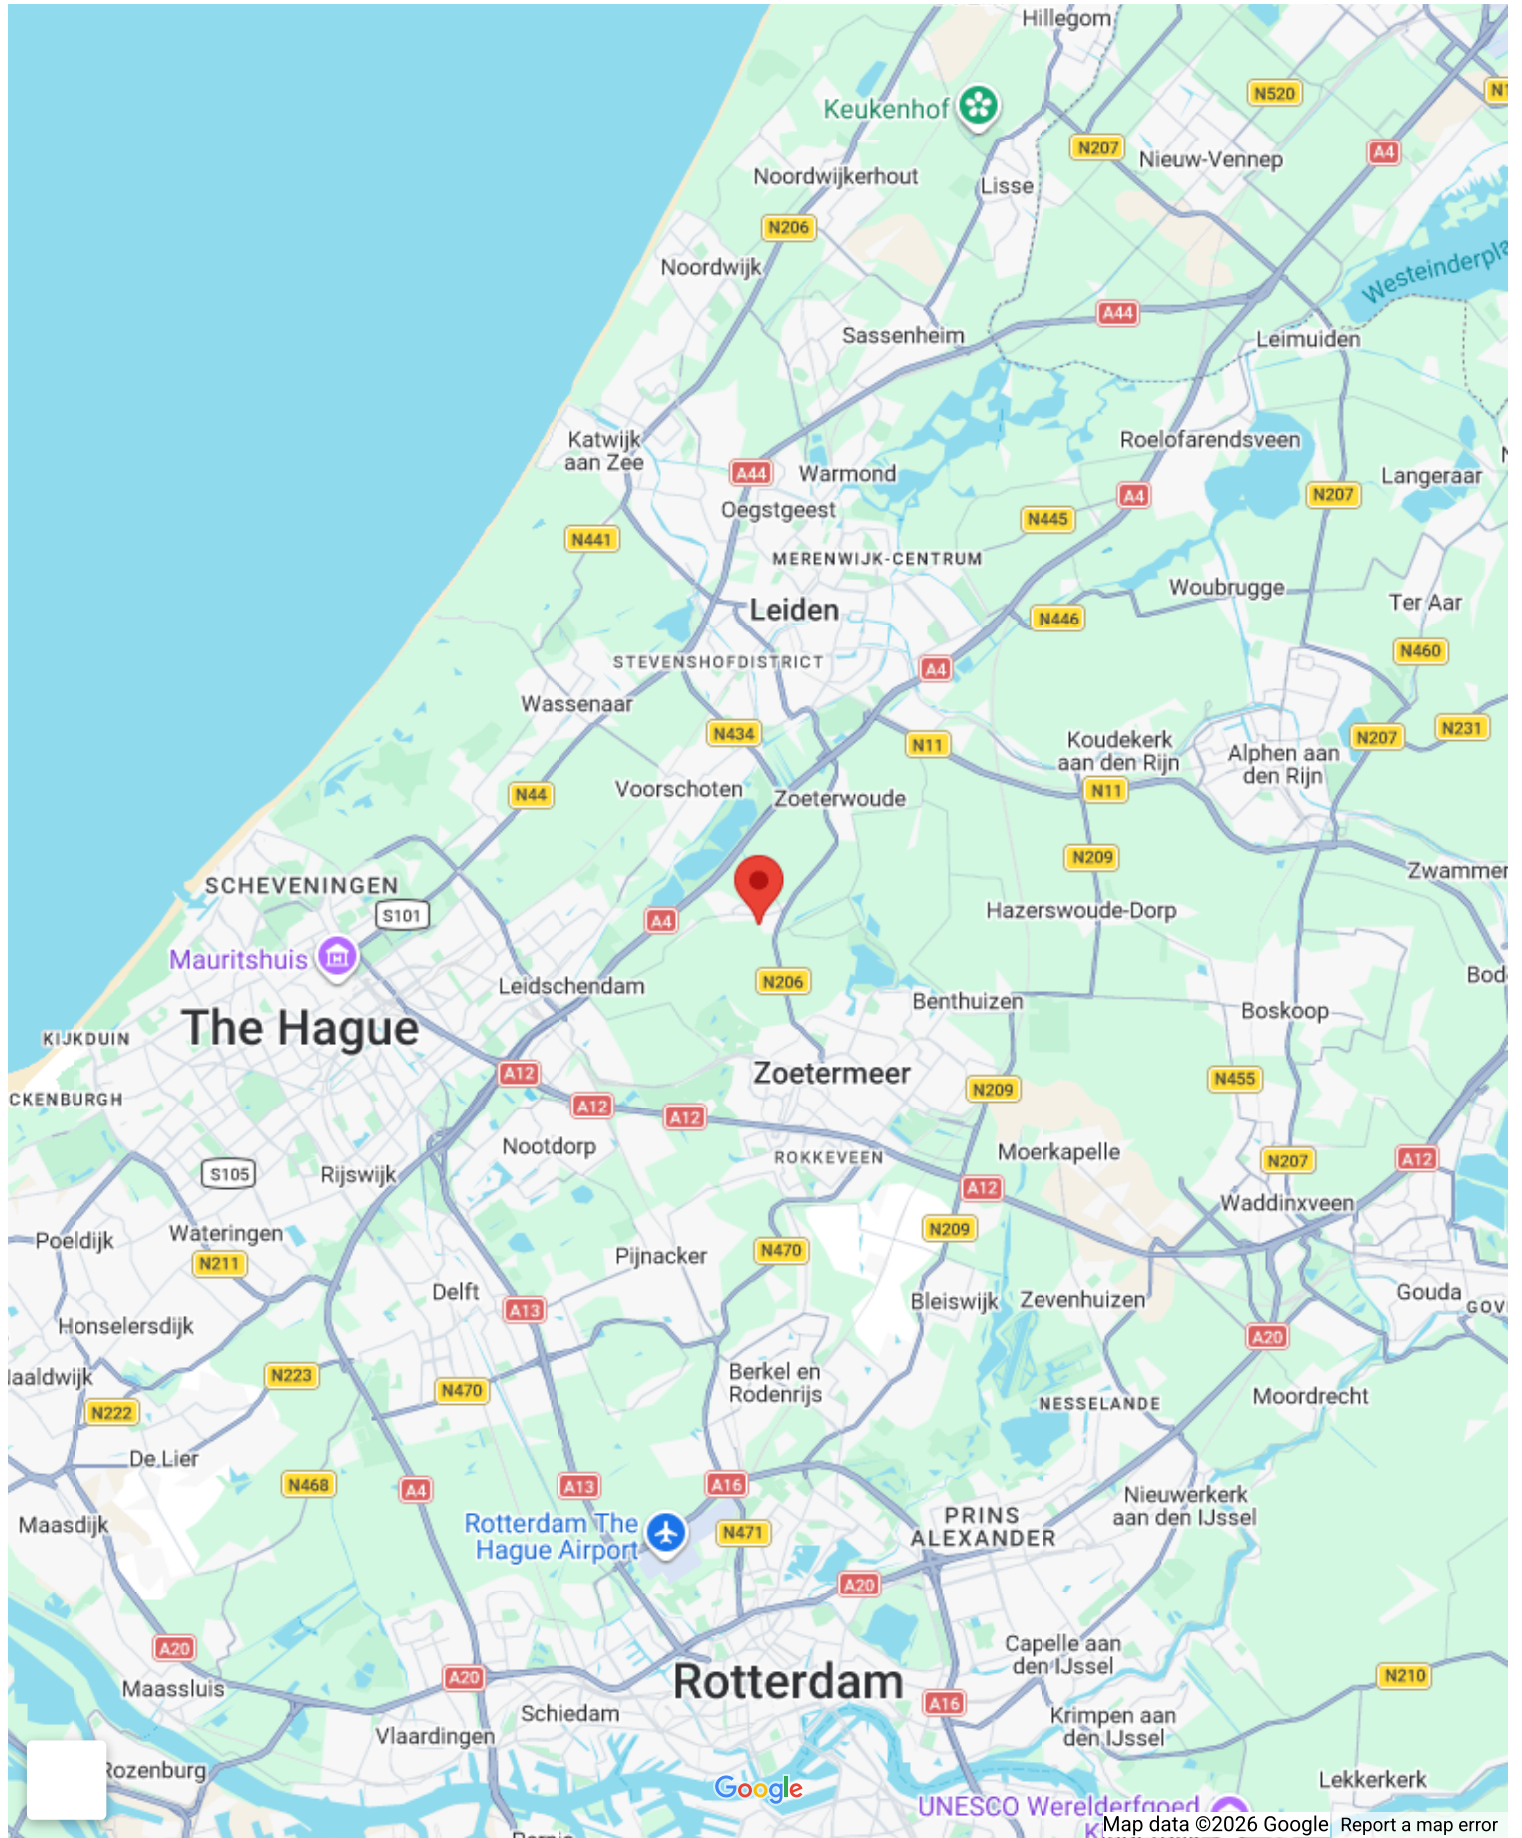 Hillegom
N520
Keukenhof
N207
Nieuw-Vennep
A4
Noordwijkerhout
Lisse
N206
Noordwijk
Westeinderpla
A44
Sassenheim
Leimuiden
Katwijk
aan Zee
Roelofarendsveen
A44
Warmond
Langeraar
A4
N207
Oegstgeest
N445
N441
MERENWIJK-CENTRUM
Woubrugge
Ter Aar
Leiden
N446
STEVENSHOFDISTRICT
A4
N460
Wassenaar
N434
N11
Koudekerk
aan den Rijn
Alphen aan
den Rijn
N207
N231
Voorschoten
N44
Zoeterwoude
N11
N209
SCHEVENINGEN
S101
A4
Hazerswoude-Dorp
Zwammer
Mauritshuis
Leidschendam
N206
Benthuizen
Boskoop
Bod
The Hague
KIJKDUIN
A12
Zoetermeer
N209
N455
CKENBURGH
A12
A12
Nootdorp
ROKKEVEEN
Moerkapelle
N207
A12
S105
Rijswijk
A12
Waddinxveen
Poeldijk
Wateringen
N209
N211
Pijnacker
N470
Delft
A13
Bleiswijk
Zevenhuizen
Gouda
GOV
Honselersdijk
A20
aaldwijk
N223
N470
Berkel en
Rodenrijs
NESSELANDE
Moordrecht
N222
De Lier
N468
A4
A13
A16
Nieuwerkerk
aan den IJssel
Maasdijk
Rotterdam The
Hague Airport
N471
PRINS
ALEXANDER
A20
A20
Capelle aan
den IJssel
Maassluis
A20
Rotterdam
N210
A16
Schiedam
Vlaardingen
Krimpen aan
den IJssel
Rozenburg
Google
Lekkerkerk
UNESCO Werelderfgoed
Map data ©2026 Google
Report a map error